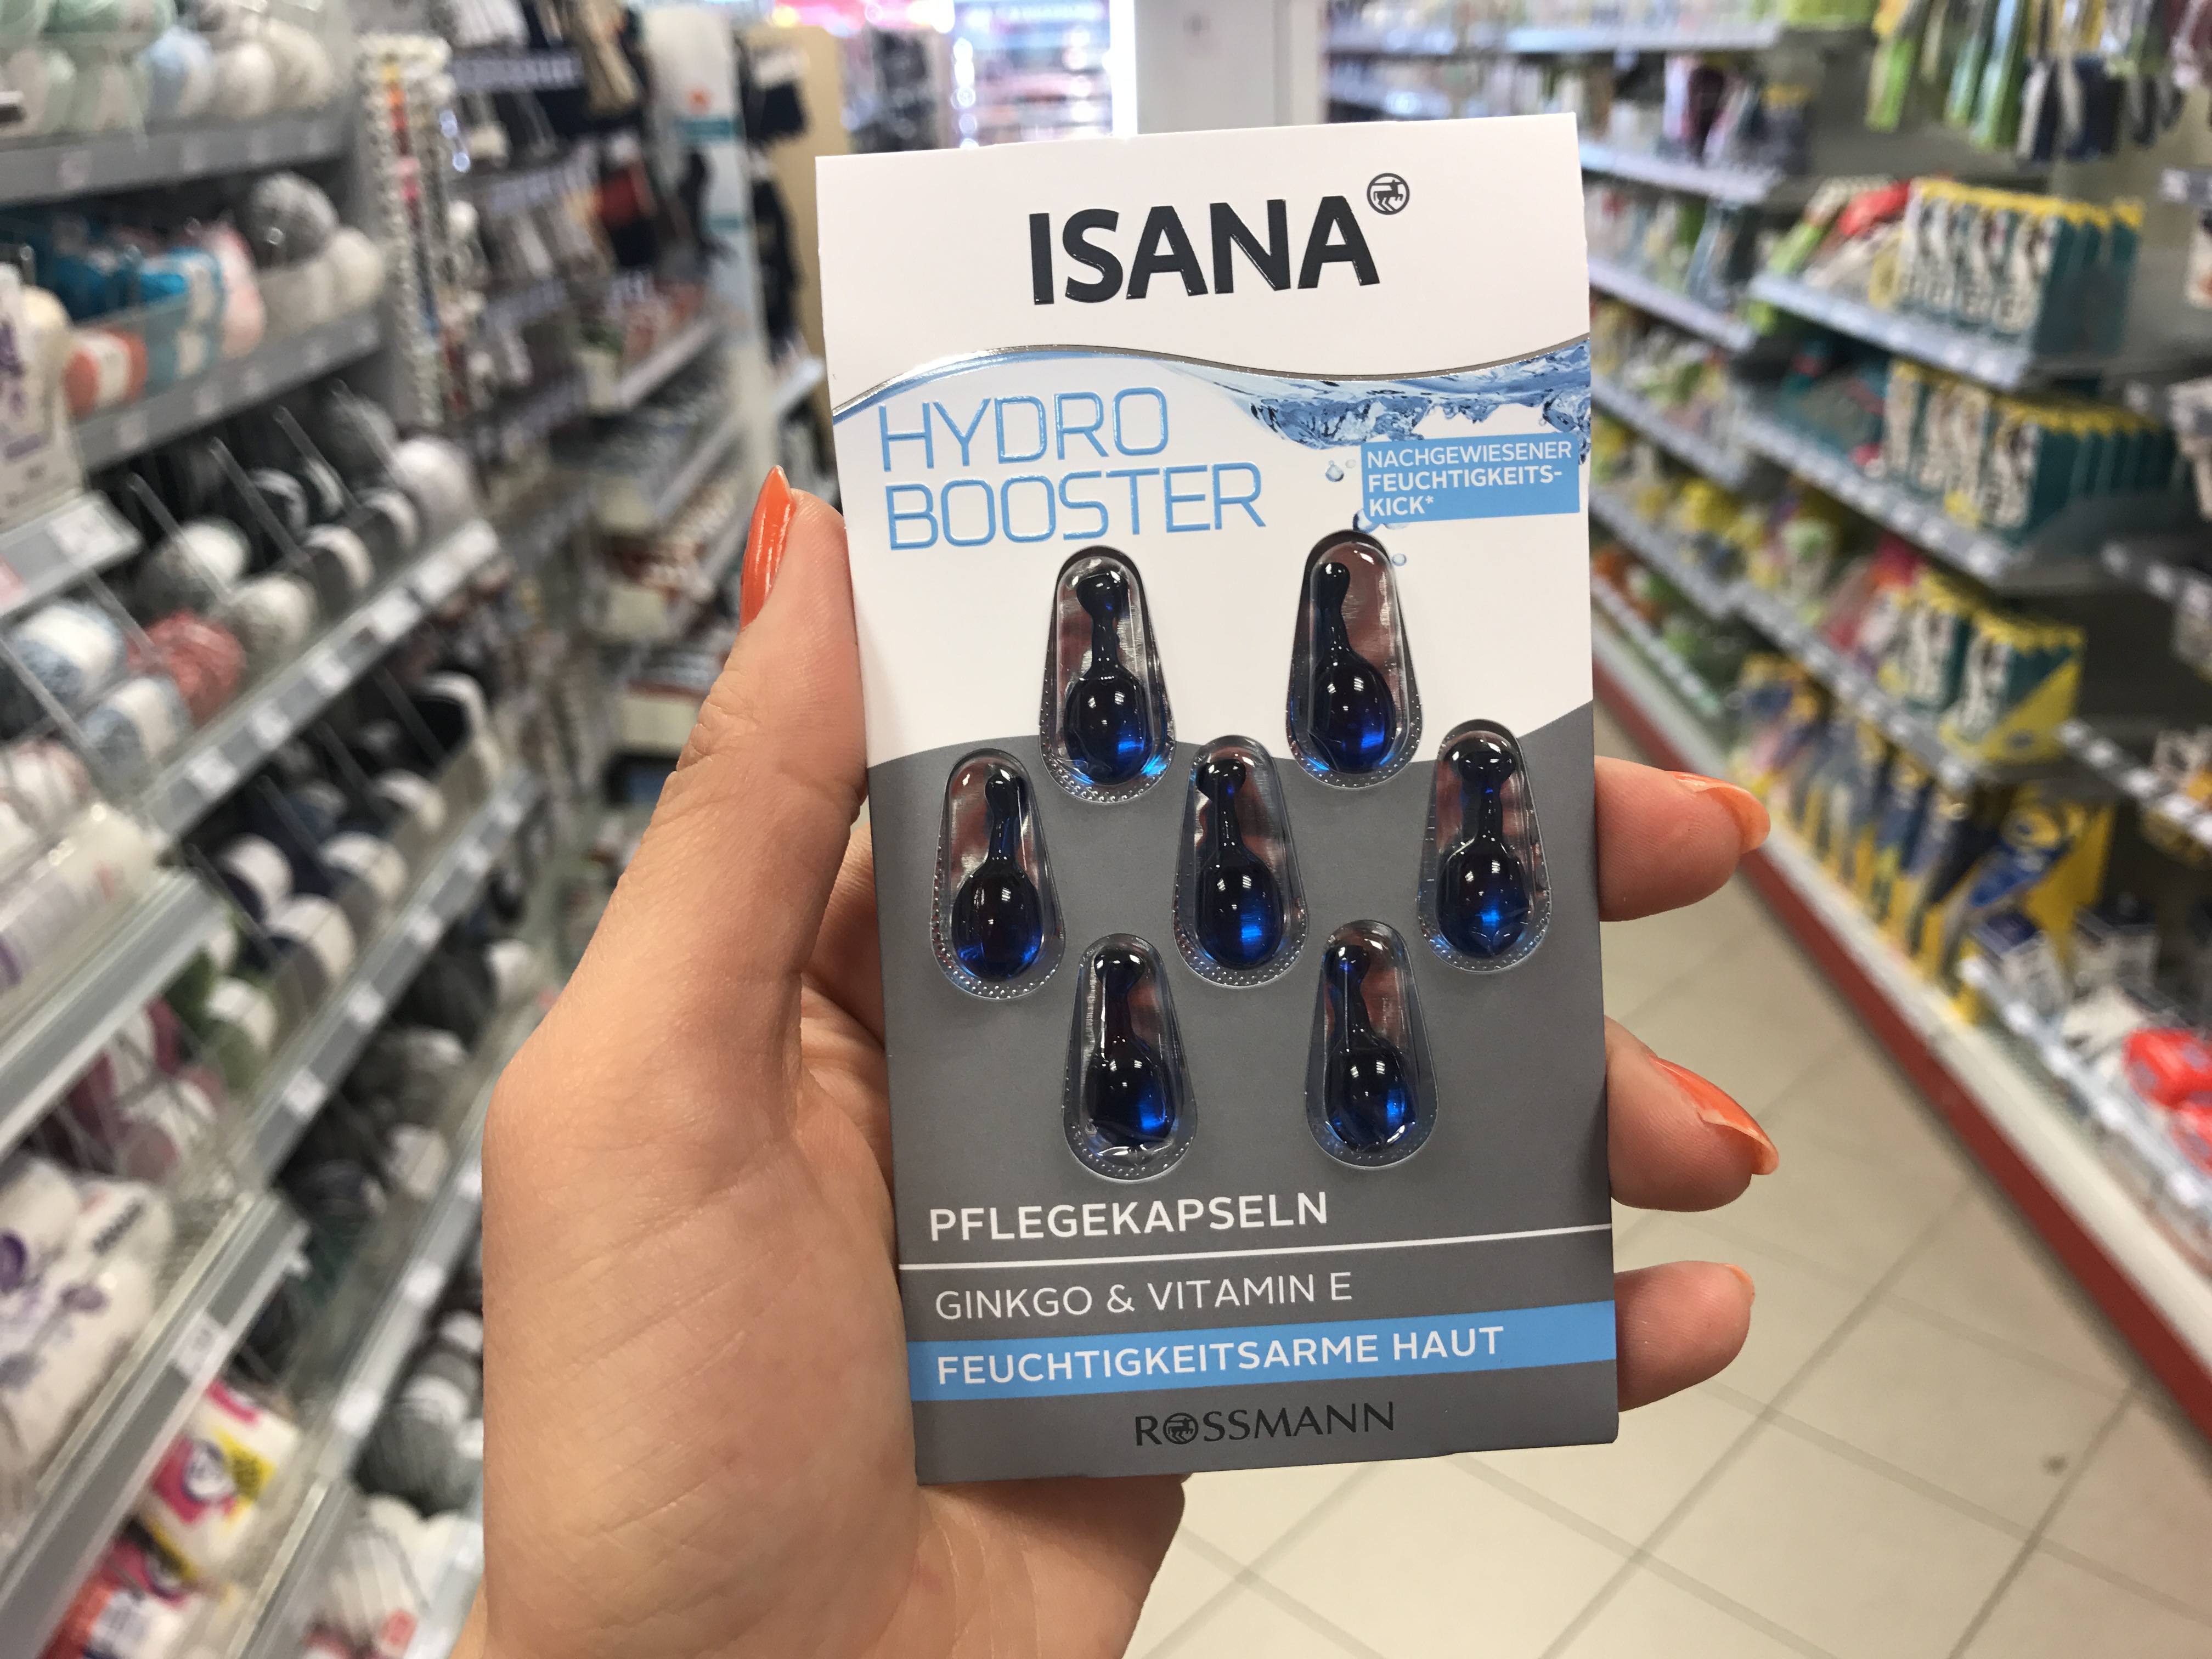 ISANA
HYDRO
BOOSTER
NACHGEWIESENER
FEUCHTIGKEITS-
KICK*
PFLEGEKAPSELN
GINKGO & VITAMIN E
FEUCHTIGKEITSARME HAUT
ROSSMANN